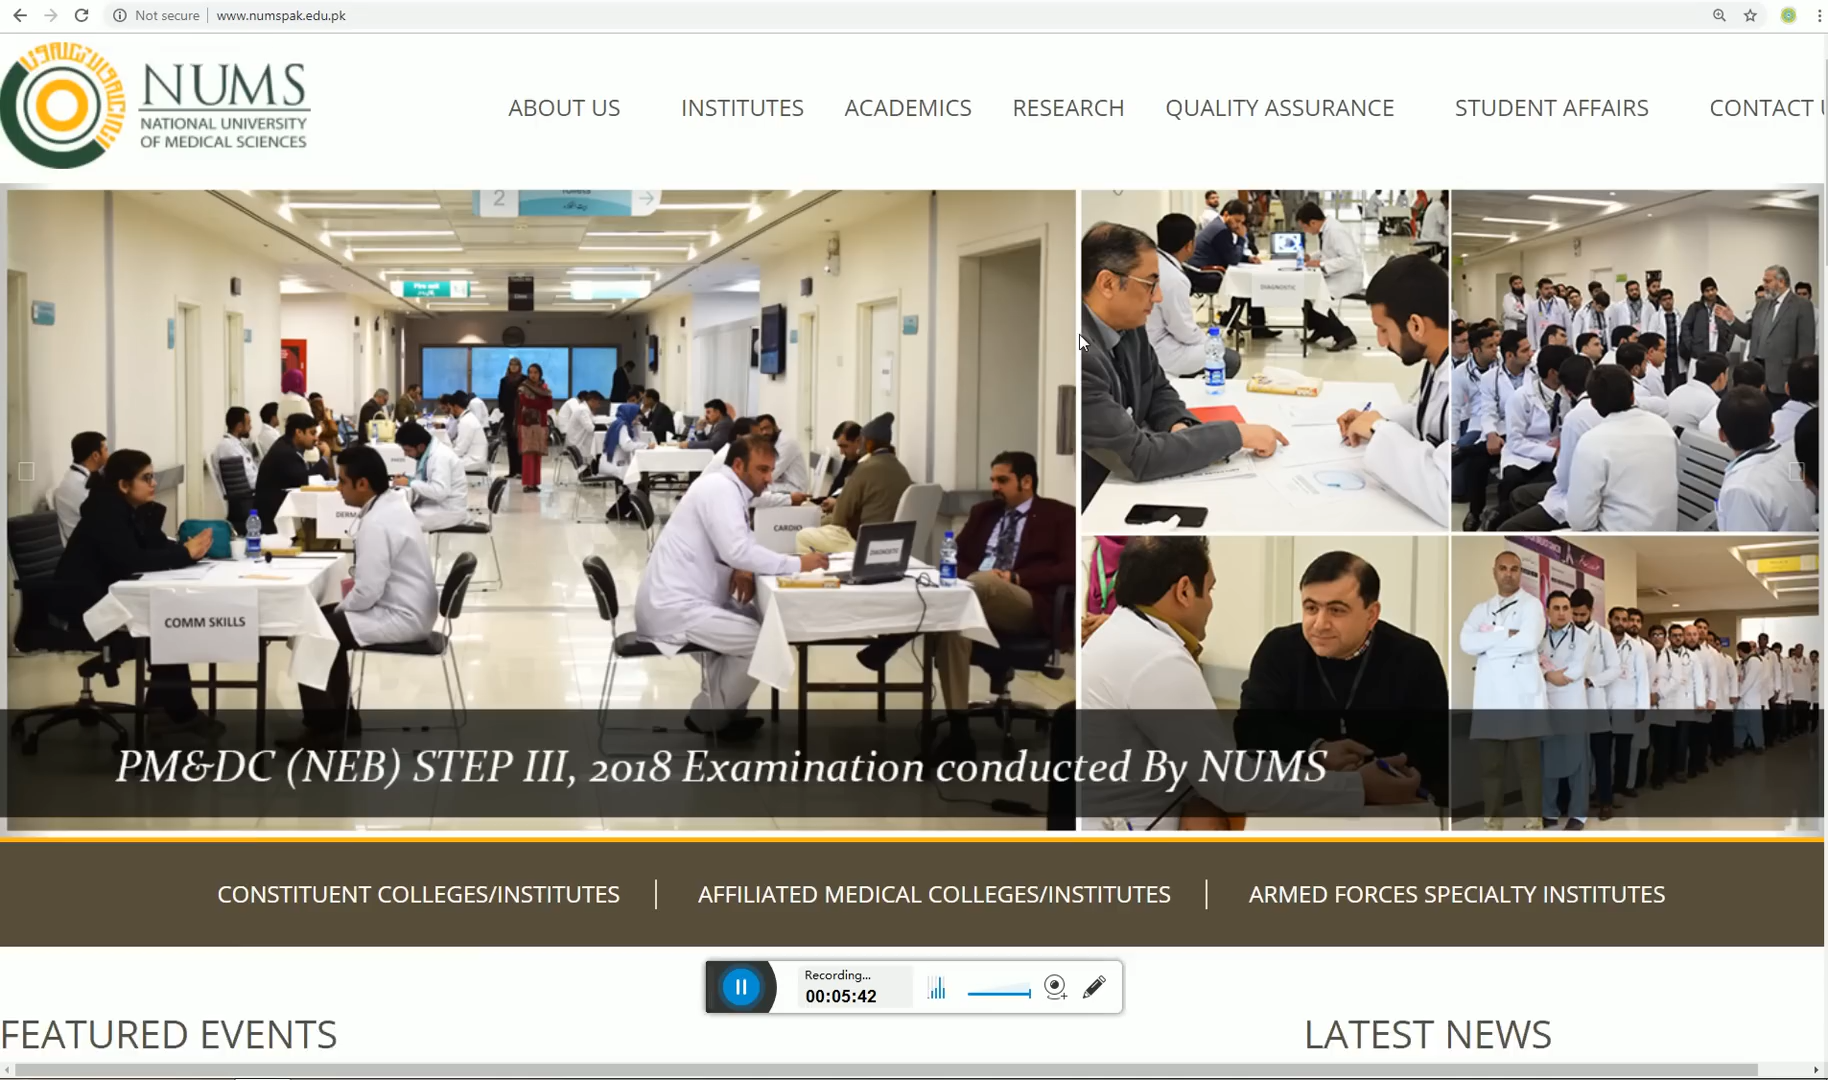 Not secure
www.numspak.edu.pk
NUMS
NATIONAL UNIVERSITY
OF MEDICAL SCIENCES
ABOUT US
INSTITUTES
ACADEMICS
RESEARCH
QUALITY ASSURANCE
STUDENT AFFAIRS
CONTACT
2
DIAGNOSTIC
CARDIO
DIAGNOSTIC
COMM SKILLS
PM&DC (NEB) STEP III, 2018 Examination conducted By NUMS
CONSTITUENT COLLEGES/INSTITUTES
AFFILIATED MEDICAL COLLEGES/INSTITUTES
ARMED FORCES SPECIALTY INSTITUTES
Recording...
00:05:42
FEATURED EVENTS
LATEST NEWS